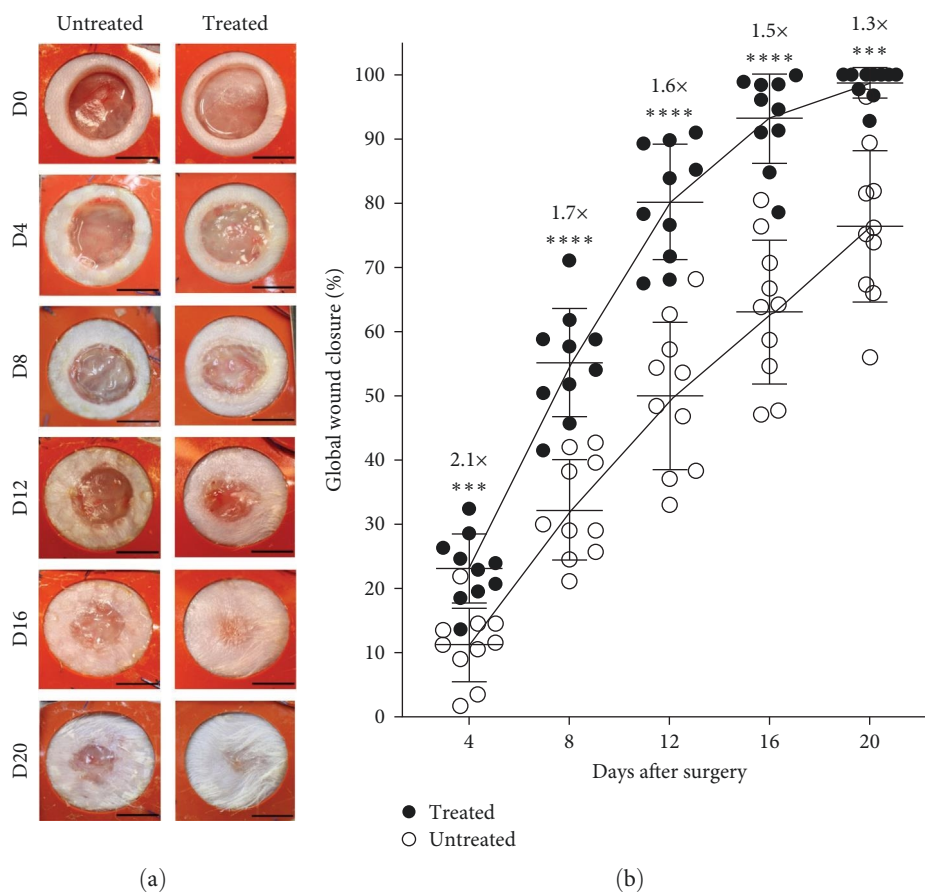 Untreated Treated
D0
D4
D8
D12
D16
D20
(a)
Global wound closure (%)
100
90
80
70
60
50
40
30
20
10
0
2.1×
***
1.7×
****
1.6×
****
1.5×
****
1.3×
***
4 8 12 16 20
Days after surgery
Treated
Untreated
(b)